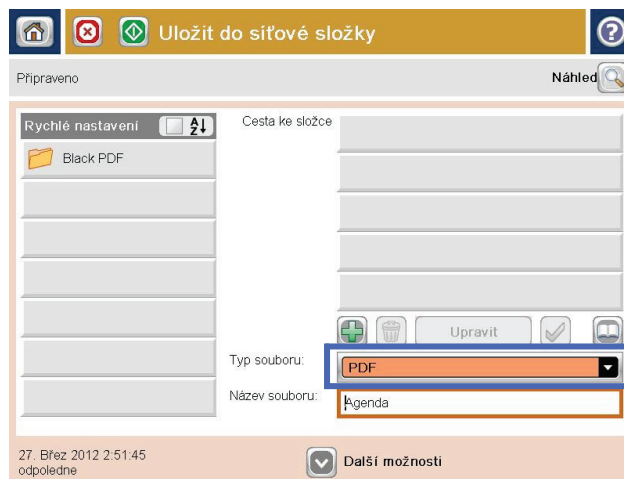 Uložit do síťové složky
Připraveno
Náhled
Rychlé nastavení
Cesta ke složce
Black PDF
Upravit
Typ souboru:
PDF
Název souboru:
Agenda
27. Břez 2012 2:51:45
odpoledne
Další možnosti